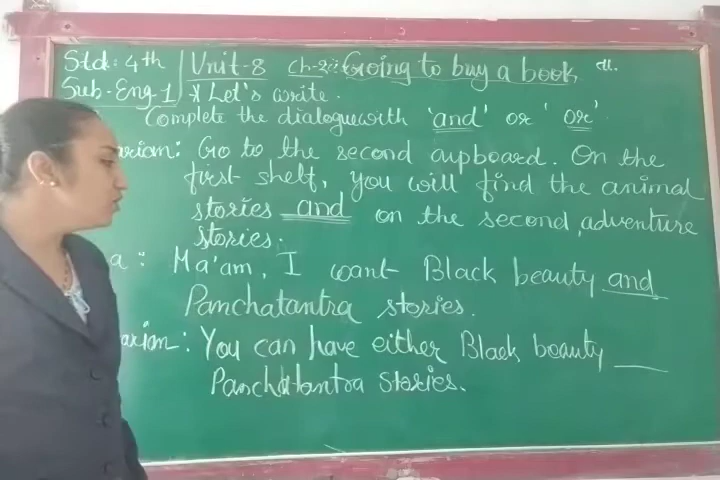 Std: 4th Unit-8 Ch-2: Going to buy a book
Sub-Eng-1 * Let's write.
Complete the dialogue with 'and' or 'or'.
arian: Go to the second cupboard. On the
first shelf, you will find the animal
stories and on the second, adventure
stories.
a: Ma'am, I want Black beauty and
Panchatantra stories.
arian: You can have either Black beauty __
Panchatantra stories.